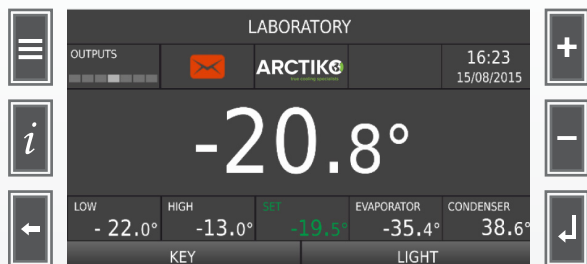 LABORATORY
OUTPUTS
ARCTIKO
16:23
15/08/2015
i
-20.8°
LOW HIGH SET EVAPORATOR CONDENSER
- 22.0° -13.0° -19.5° -35.4° 38.6°
KEY LIGHT